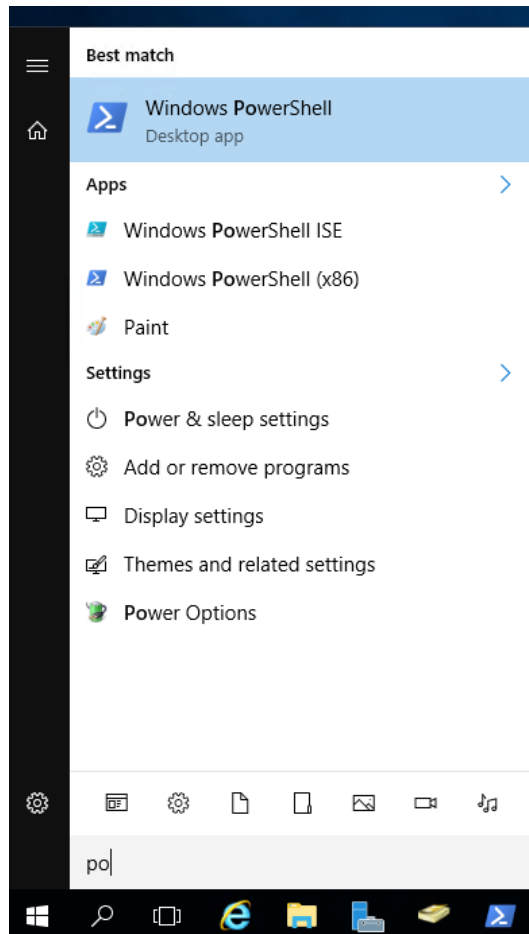 Best match
Windows PowerShell
Desktop app
Apps
Windows PowerShell ISE
Windows PowerShell (x86)
Paint
Settings
Power & sleep settings
Add or remove programs
Display settings
Themes and related settings
Power Options
po